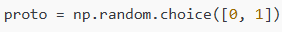 proto = np.random.choice([0, 1])